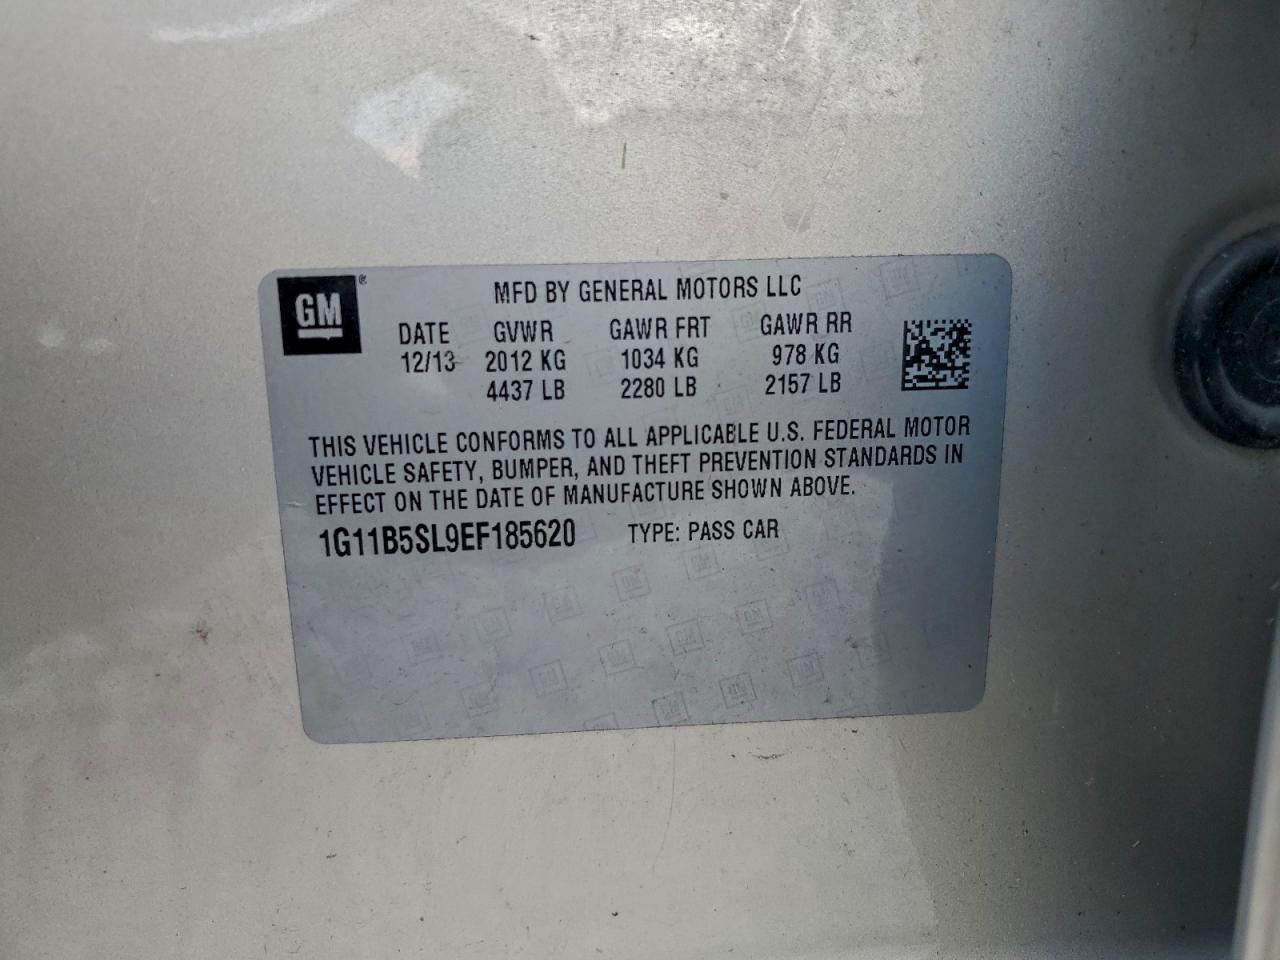 GM®
MFD BY GENERAL MOTORS LLC
DATE GVWR GAWR FRT GAWR RR
12/13 2012 KG 1034 KG 978 KG
4437 LB 2280 LB 2157 LB
THIS VEHICLE CONFORMS TO ALL APPLICABLE U.S. FEDERAL MOTOR
VEHICLE SAFETY, BUMPER, AND THEFT PREVENTION STANDARDS IN
EFFECT ON THE DATE OF MANUFACTURE SHOWN ABOVE.
1G11B5SL9EF185620 TYPE: PASS CAR